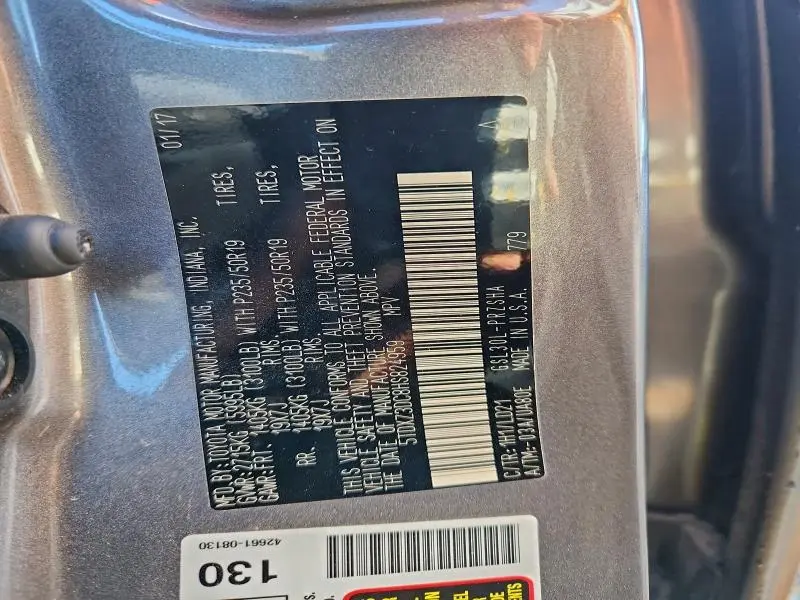 MFD.BY: TOYOTA MOTOR MANUFACTURING, INDIANA, INC. 01/17
GVWR: 2715KG (5995LB)
GAWR: FRT 1405KG (3100LB) WITH P235/50R19 TIRES,
19X7J RIMS,
RR. 1405KG (3100LB) WITH P235/50R19 TIRES,
19X7J RIMS,
THIS VEHICLE CONFORMS TO ALL APPLICABLE FEDERAL MOTOR
VEHICLE SAFETY AND THEFT PREVENTION STANDARDS IN EFFECT ON
THE DATE OF MANUFACTURE SHOWN ABOVE.
5TDXZ3DC8HS824959 MPV
C/TR: 1H1/LD21 GSL30L-PRZSHA 779
A/TM: -03A/UA80E MADE IN U.S.A.
130
42661-08130